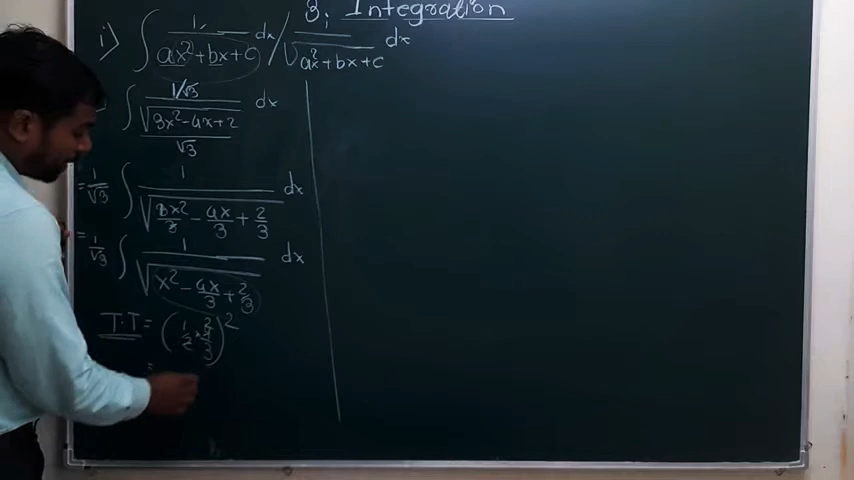 3. Integration
i) ∫ 1/(ax²+bx+c) dx / ∫ 1/√(ax²+bx+c) dx
∫ (1/√3)/(√(3x²-4x+2)/√3) dx
= 1/√3 ∫ 1/√(3x²/3 - 4x/3 + 2/3) dx
= 1/√3 ∫ 1/√(x² - 4x/3 + 2/3) dx
T.T = (1/2 × 4/3)²
=